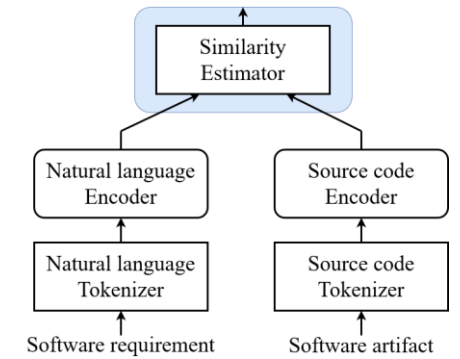 Similarity
Estimator
Natural language
Encoder
Source code
Encoder
Natural language
Tokenizer
Source code
Tokenizer
Software requirement
Software artifact